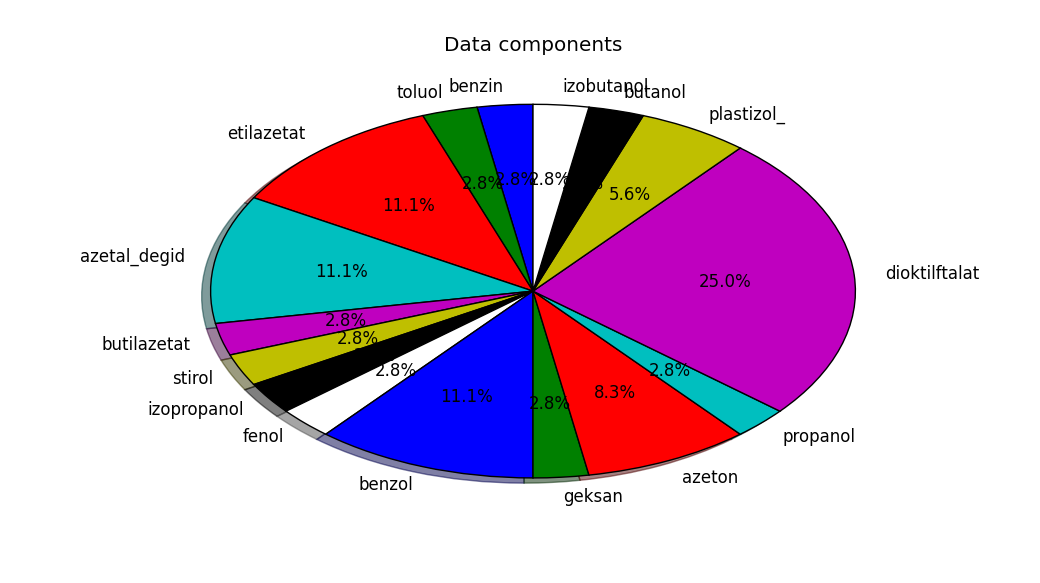 Data components
benzin
izobutanol
toluol
butanol
plastizol_
etilazetat
2.8%
2.8%
2.8%
5.6%
11.1%
azetal_degid
11.1%
25.0%
dioktilftalat
2.8%
butilazetat
2.8%
stirol
2.8%
2.8%
11.1%
2.8%
8.3%
izopropanol
fenol
propanol
benzol
geksan
azeton